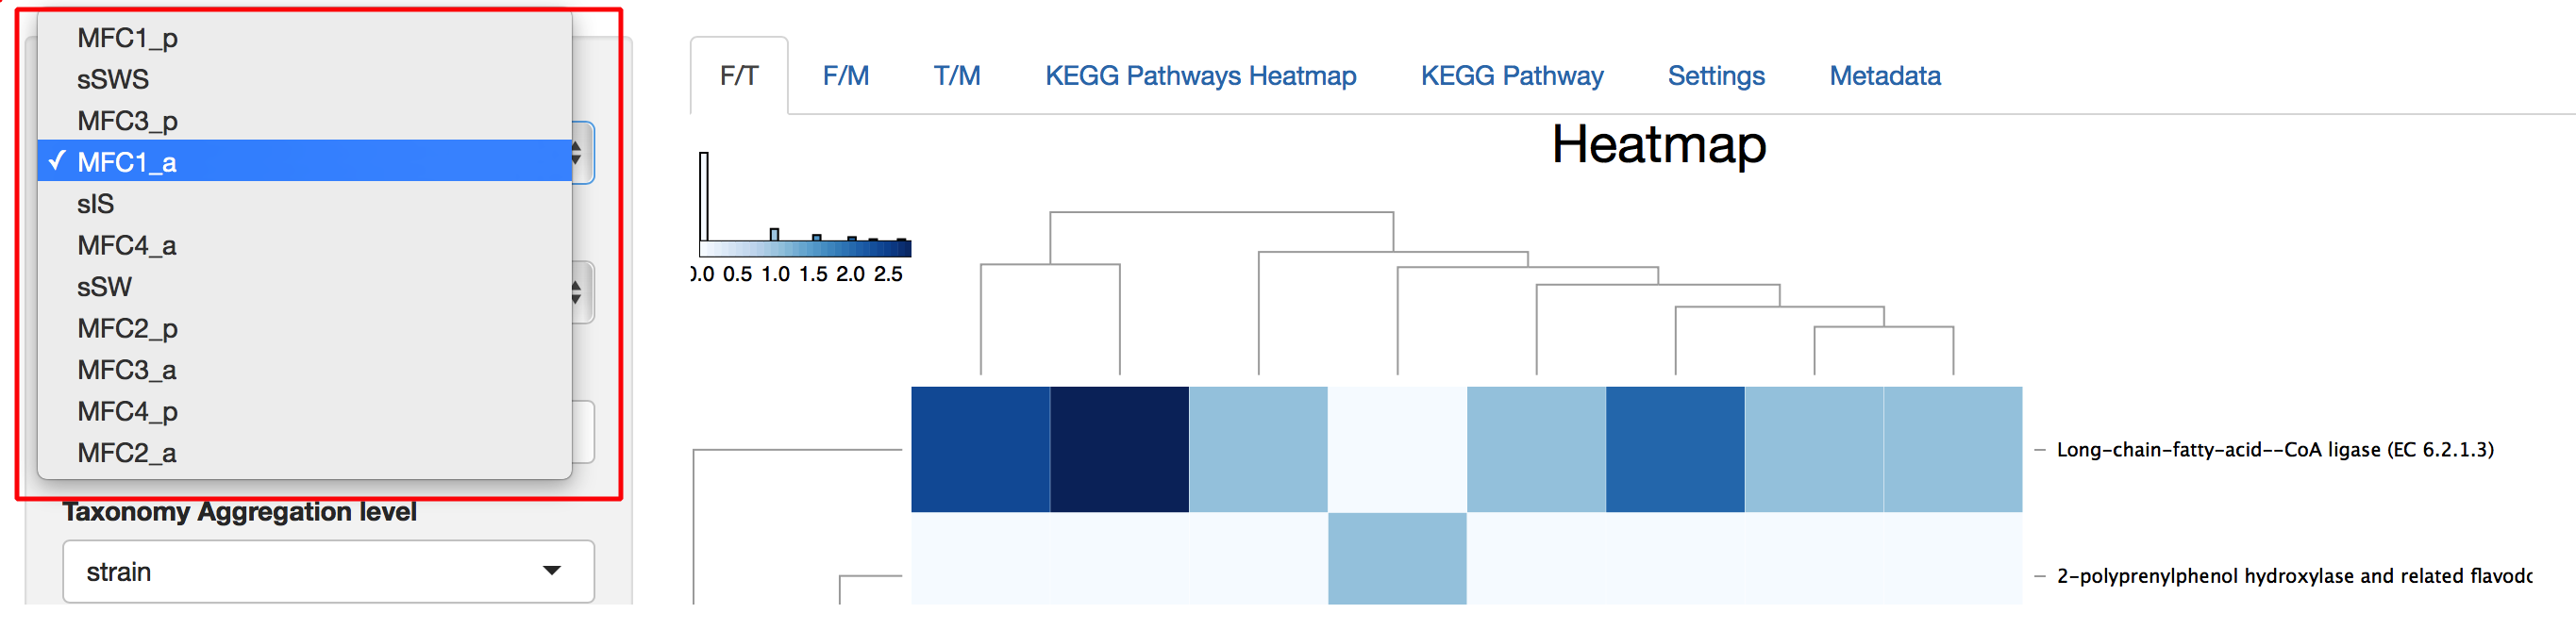 MFC1_p
sSWS
MFC3_p
✓ MFC1_a
sIS
MFC4_a
sSW
MFC2_p
MFC3_a
MFC4_p
MFC2_a
Taxonomy Aggregation level
strain
F/T F/M T/M KEGG Pathways Heatmap KEGG Pathway Settings Metadata
Heatmap
0.0 0.5 1.0 1.5 2.0 2.5
Long-chain-fatty-acid--CoA ligase (EC 6.2.1.3)
2-polyprenylphenol hydroxylase and related